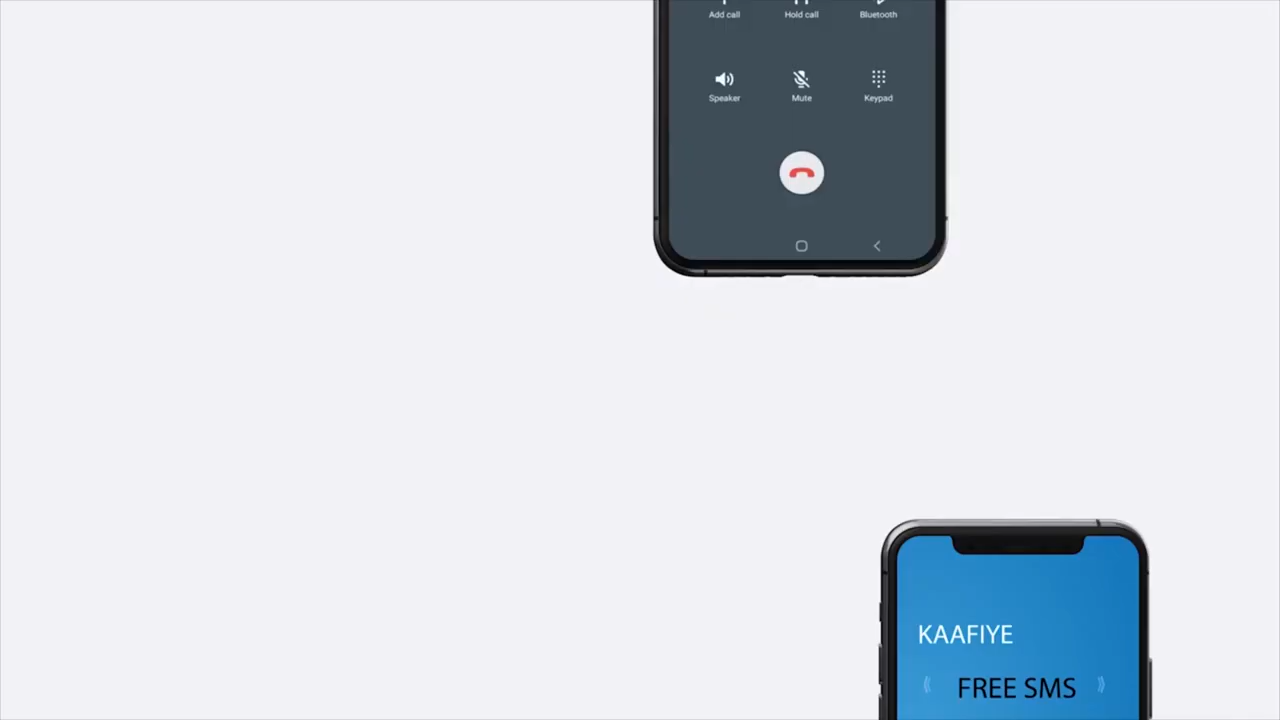 Add call Hold call Bluetooth
Speaker Mute Keypad
KAAFIYE
FREE SMS